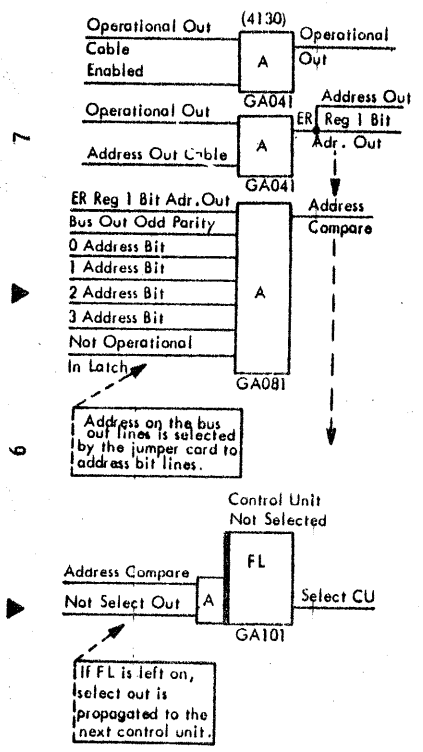 (4130)
Operational Out
Cable
Enabled
A
Operational
Out
GA041
Operational Out
Address Out Cable
A
GA041
Address Out
ER Reg 1 Bit
Adr. Out
7
ER Reg 1 Bit Adr.Out
Bus Out Odd Parity
0 Address Bit
1 Address Bit
2 Address Bit
3 Address Bit
Not Operational
In Latch
A
GA081
Address
Compare
Address on the bus
out lines is selected
by the jumper card to
address bit lines.
6
Control Unit
Not Selected
FL
Address Compare
Not Select Out
A
Select CU
GA101
If FL is left on,
select out is
propagated to the
next control unit.